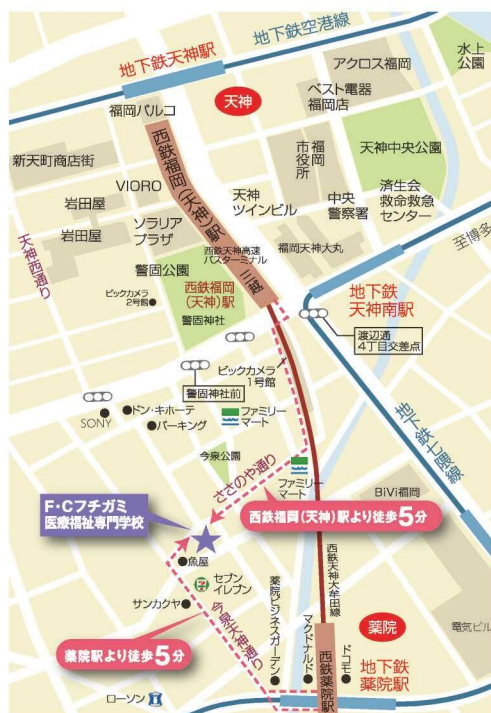 地下鉄天神駅
地下鉄空港線
水上
公園
アクロス福岡
福岡パルコ
天神
ベスト電器
福岡店
新天町商店街
西鉄福岡(天神)駅
福岡
市役所
天神中央公園
VIORO
岩田屋
天神
ツインビル
中央
警察署
済生会
救命救急
センター
岩田屋
ソラリア
プラザ
西鉄天神高速
バスターミナル
福岡天神大丸
至博多
天神西通り
警固公園
三越
ビックカメラ
2号館
西鉄福岡
(天神)駅
地下鉄
天神南駅
警固神社
渡辺通
4丁目交差点
ビックカメラ
1号館
警固神社前
SONY
ドン・キホーテ
パーキング
ファミリー
マート
地下鉄七隈線
今泉公園
ささのや通り
ファミリー
マート
BiVi福岡
F・Cフチガミ
医療福祉専門学校
西鉄福岡(天神)駅より徒歩5分
魚屋
セブン
イレブン
西鉄天神大牟田線
サンカクヤ
今泉天神通り
薬院ビジネスガーデン
マクドナルド
薬院
電気ビル
薬院駅より徒歩5分
西鉄薬院駅
ドコモ
地下鉄
薬院駅
ローソン